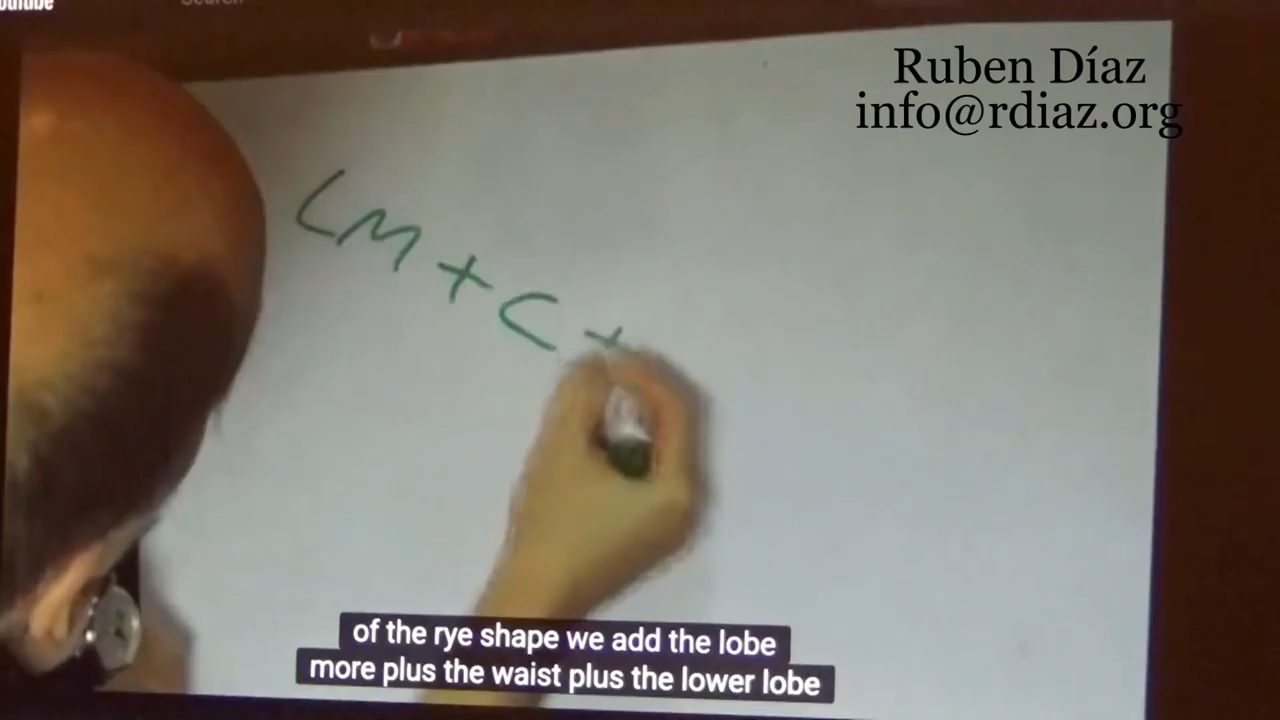 Search
Ruben Díaz
info@rdiaz.org
LM + C +
of the rye shape we add the lobe
more plus the waist plus the lower lobe